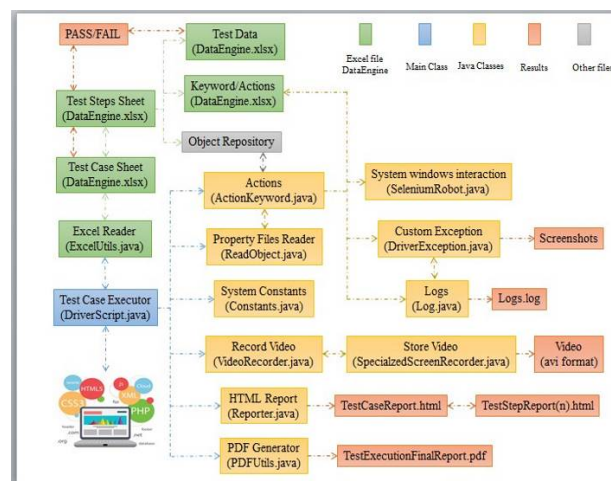 PASS/FAIL
Test Data
(DataEngine.xlsx)
Excel file
DataEngine
Main Class
Java Classes
Results
Other files
Test Steps Sheet
(DataEngine.xlsx)
Keyword/Actions
(DataEngine.xlsx)
Object Repository
Test Case Sheet
(DataEngine.xlsx)
Actions
(ActionKeyword.java)
System windows interaction
(SeleniumRobot.java)
Excel Reader
(ExcelUtils.java)
Property Files Reader
(ReadObject.java)
Custom Exception
(DriverException.java)
Screenshots
Test Case Executor
(DriverScript.java)
System Constants
(Constants.java)
Logs
(Log.java)
Logs.log
Record Video
(VideoRecorder.java)
Store Video
(SpecialzedScreenRecorder.java)
Video
(avi format)
HTML5
CSS3
XML
PHP
Cloud
.com
.org
.net
HTML Report
(Reporter.java)
TestCaseReport.html
TestStepReport(n).html
PDF Generator
(PDFUtils.java)
TestExecutionFinalReport.pdf